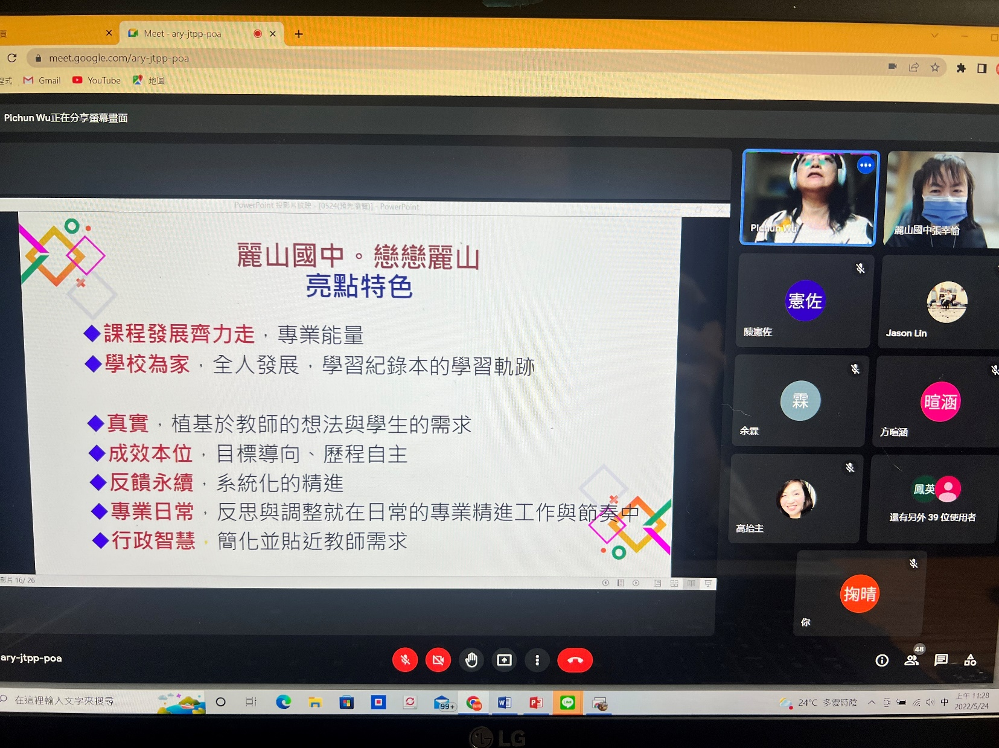 頁
Meet - ary-jtpp-poa
meet.google.com/ary-jtpp-poa
程式 Gmail YouTube 地圖
Pichun Wu正在分享螢幕畫面
PowerPoint 投影片放映 - [0524(預先瀏覽)] - PowerPoint
麗山國中。戀戀麗山
亮點特色
課程發展齊力走，專業能量
學校為家，全人發展，學習紀錄本的學習軌跡
真實，植基於教師的想法與學生的需求
成效本位，目標導向、歷程自主
反饋永續，系統化的精進
專業日常，反思與調整就在日常的專業精進工作與節奏中
行政智慧，簡化並貼近教師需求
影片 16/ 26
Pichun Wu
麗山國中張幸愉
憲佐
陳憲佐
Jason Lin
霖
余霖
暄涵
方暄涵
高拾主
鳳英
還有另外 39 位使用者
掬晴
你
ary-jtpp-poa
48
在這裡輸入文字來搜尋
99+
LINE
24°C 多雲時陰
中
上午 11:28
2022/5/24
LG